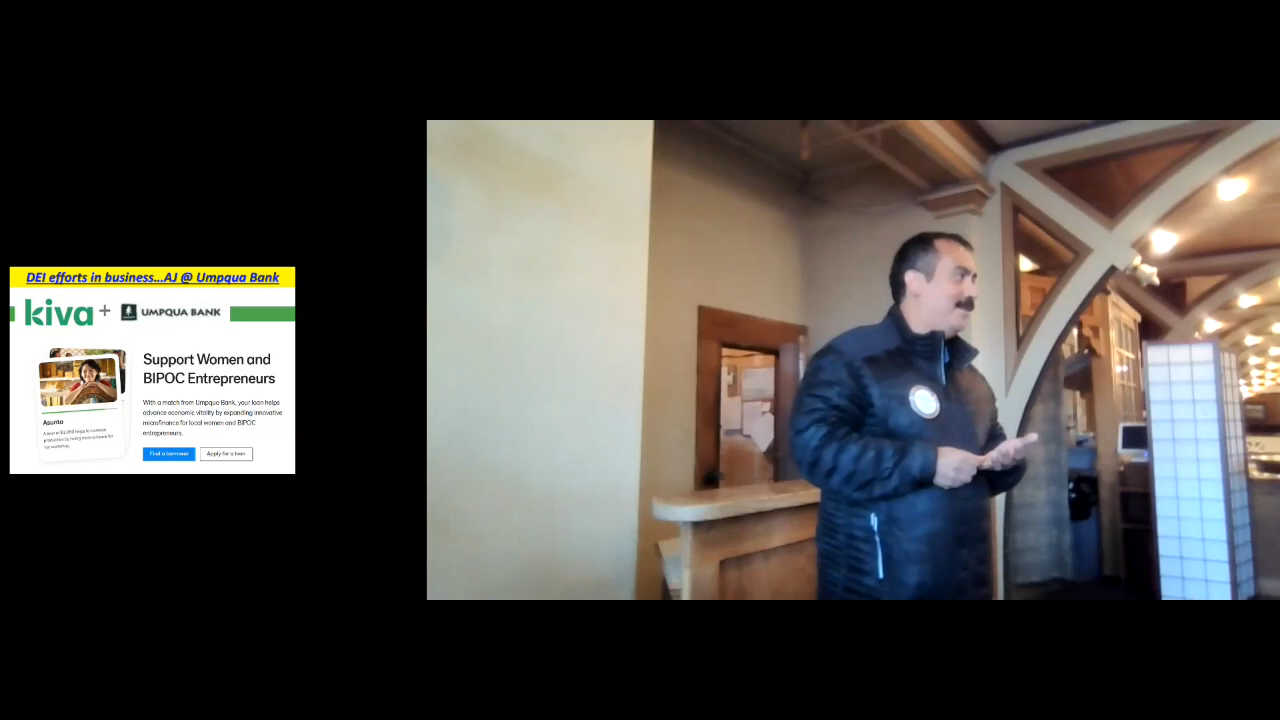 DEI efforts in business...AJ @ Umpqua Bank
kiva + UMPQUA BANK
Support Women and
BIPOC Entrepreneurs
With a match from Umpqua Bank, your loan helps
advance economic vitality by expanding innovative
microfinance for local women and BIPOC
entrepreneurs.
Asunta
Find a borrower
Apply for a loan